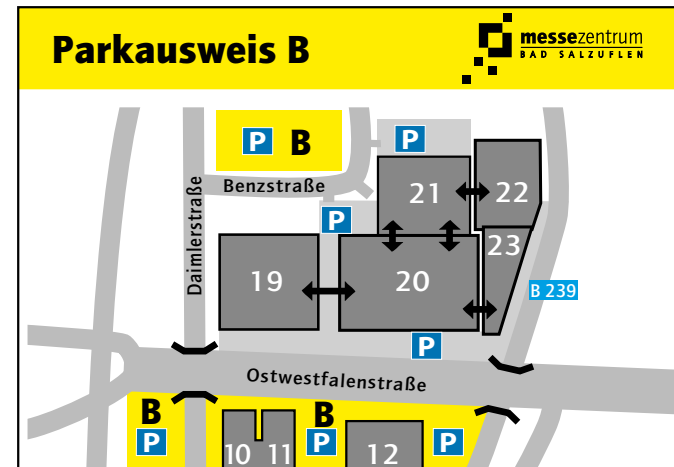 Parkausweis B
messezentrum
BAD SALZUFLEN
P B
P
Benzstraße
21
22
Daimlerstraße
P
23
19
20
B 239
P
Ostwestfalenstraße
B
B
P
10
11
P
12
P